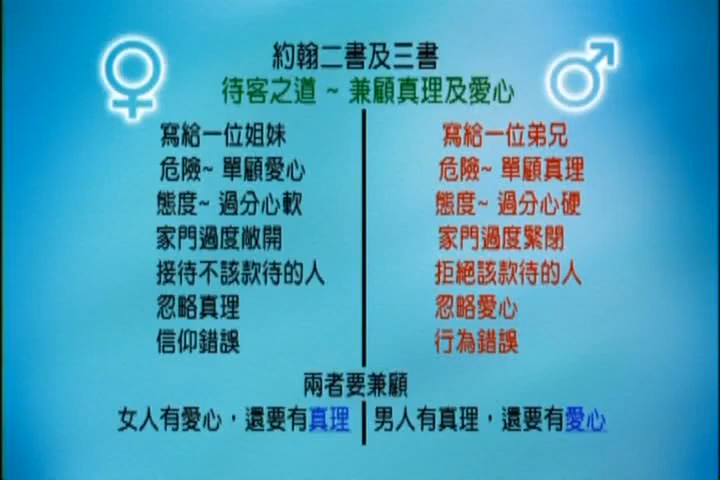 約翰二書及三書
待客之道 ~ 兼顧真理及愛心
寫給一位姐妹
危險~ 單顧愛心
態度~ 過分心軟
家門過度敞開
接待不該款待的人
忽略真理
信仰錯誤
寫給一位弟兄
危險~ 單顧真理
態度~ 過分心硬
家門過度緊閉
拒絕該款待的人
忽略愛心
行為錯誤
兩者要兼顧
女人有愛心，還要有真理
男人有真理，還要有愛心